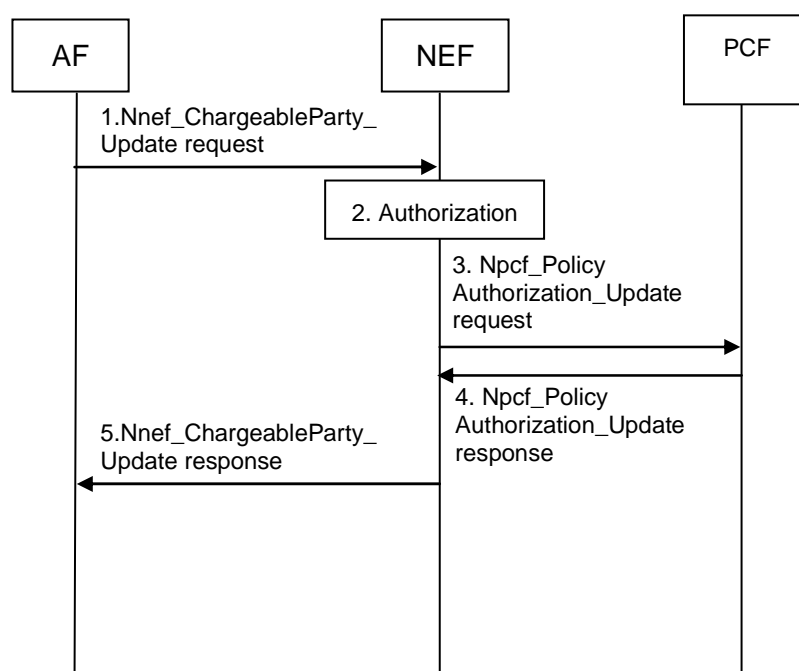 AF
NEF
PCF
1.Nnef_ChargeableParty_
Update request
2. Authorization
3. Npcf_Policy
Authorization_Update
request
4. Npcf_Policy
Authorization_Update
response
5.Nnef_ChargeableParty_
Update response